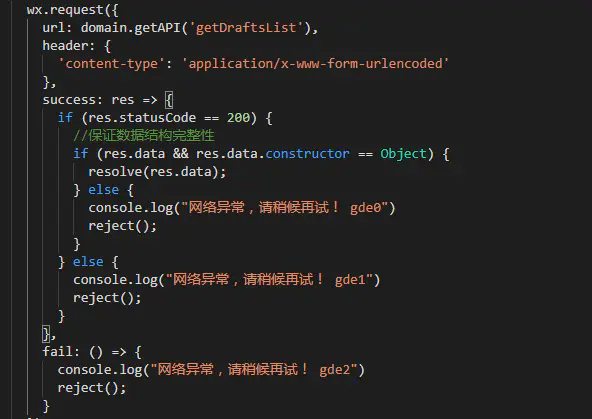 wx.request({
url: domain.getAPI('getDraftsList'),
header: {
'content-type': 'application/x-www-form-urlencoded'
},
success: res => {
if (res.statusCode == 200) {
//保证数据结构完整性
if (res.data && res.data.constructor == Object) {
resolve(res.data);
} else {
console.log("网络异常，请稍候再试！ gde0")
reject();
}
} else {
console.log("网络异常，请稍候再试！ gde1")
reject();
}
},
fail: () => {
console.log("网络异常，请稍候再试！ gde2")
reject();
}